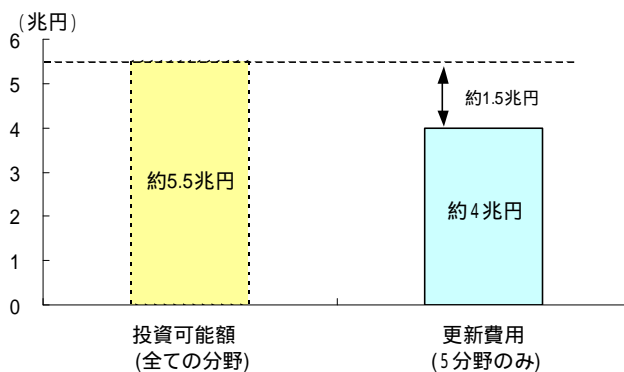 (兆円)
6
5
4
3
2
1
0
約1.5兆円
約5.5兆円
約4兆円
投資可能額
(全ての分野)
更新費用
(5分野のみ)